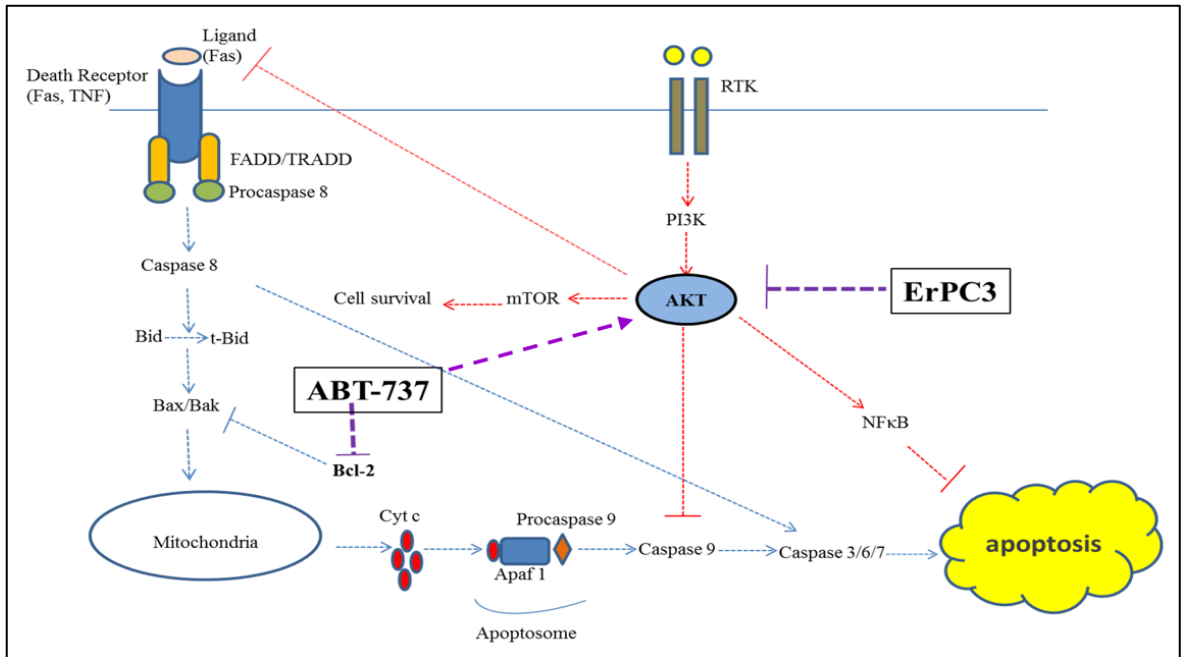 Ligand
(Fas)
Death Receptor
(Fas, TNF)
RTK
FADD/TRADD
Procaspase 8
PI3K
Caspase 8
Cell survival
mTOR
AKT
ErPC3
Bid
t-Bid
ABT-737
Bax/Bak
NFκB
Bcl-2
Cyt c
Procaspase 9
Mitochondria
Caspase 9
Caspase 3/6/7
apoptosis
Apaf 1
Apoptosome